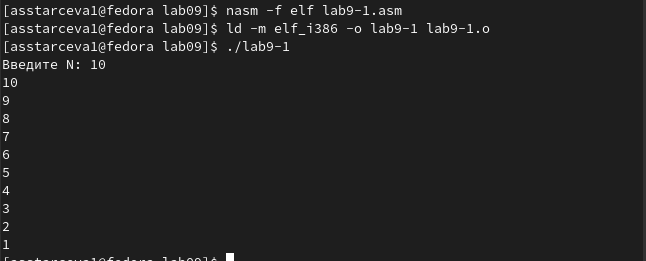 [asstarceva1@fedora lab09]$ nasm -f elf lab9-1.asm
[asstarceva1@fedora lab09]$ ld -m elf_i386 -o lab9-1 lab9-1.o
[asstarceva1@fedora lab09]$ ./lab9-1
Введите N: 10
10
9
8
7
6
5
4
3
2
1
[asstarceva1@fedora lab09]$